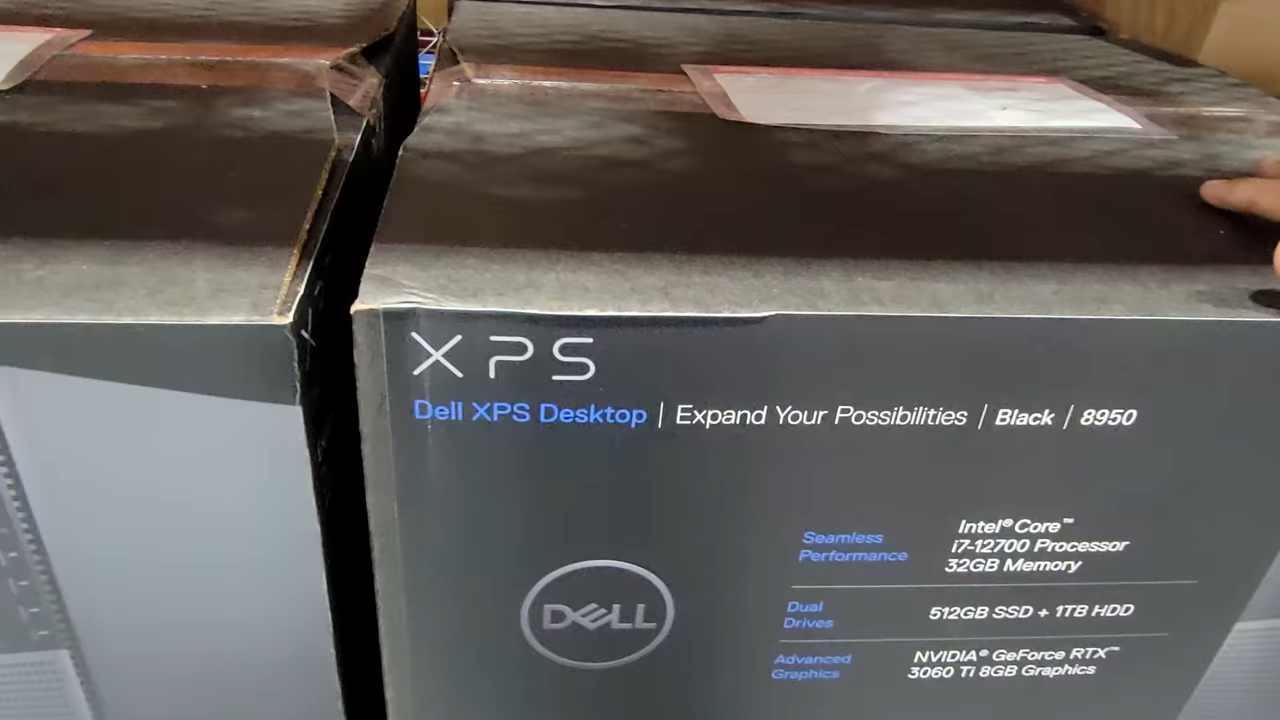 XPS
Dell XPS Desktop | Expand Your Possibilities | Black | 8950
Seamless
Performance
Intel® Core™
i7-12700 Processor
32GB Memory
Dual
Drives
512GB SSD + 1TB HDD
DELL
Advanced
Graphics
NVIDIA® GeForce RTX™
3060 Ti 8GB Graphics